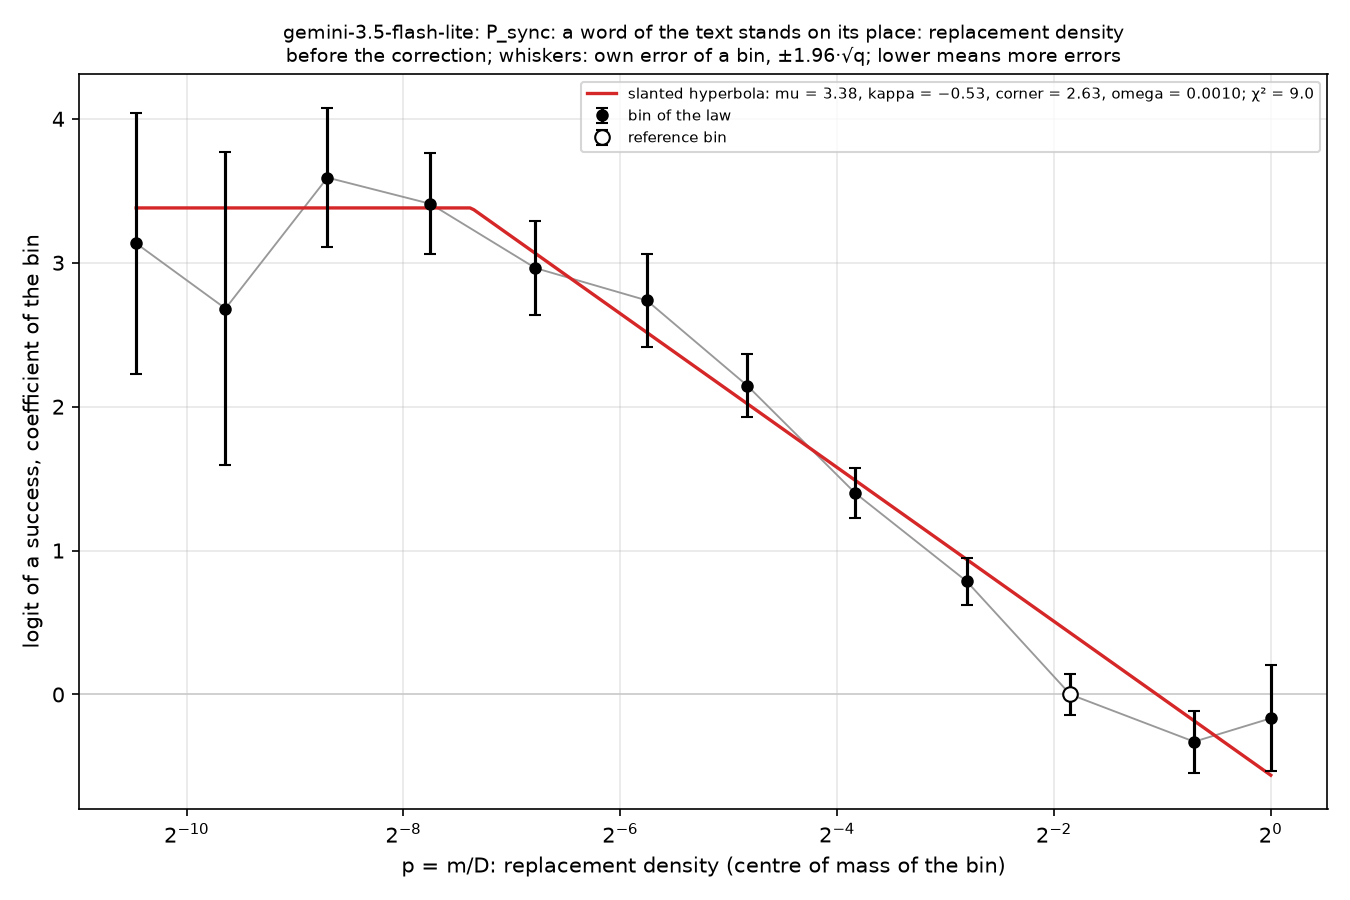 gemini-3.5-flash-lite: P_sync: a word of the text stands on its place: replacement density
before the correction; whiskers: own error of a bin, ±1.96·√q; lower means more errors
slanted hyperbola: mu = 3.38, kappa = −0.53, corner = 2.63, omega = 0.0010; χ² = 9.0
bin of the law
reference bin
logit of a success, coefficient of the bin
4
3
2
1
0
2⁻¹⁰
2⁻⁸
2⁻⁶
2⁻⁴
2⁻²
2⁰
p = m/D: replacement density (centre of mass of the bin)